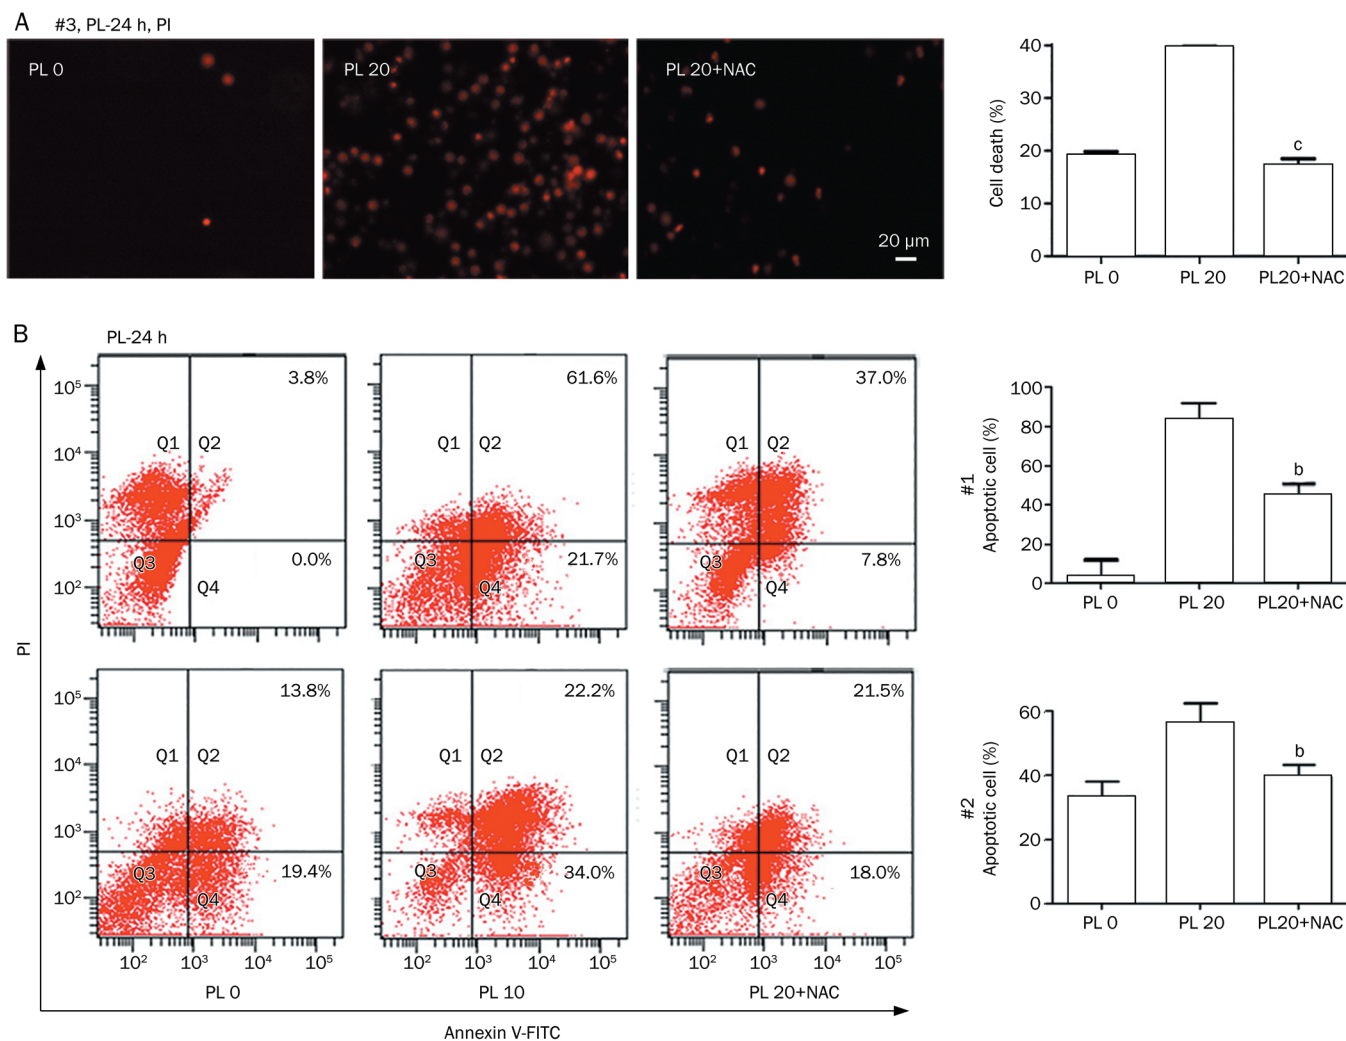 A #3, PL-24 h, PI
PL 0
PL 20
PL 20+NAC
20 µm
Cell death (%)
40
30
20
10
0
c
PL 0 PL 20 PL20+NAC
B
PL-24 h
PI
10⁵
10⁴
10³
10²
3.8%
Q1 Q2
Q3
0.0%
Q4
61.6%
Q1 Q2
Q3
21.7%
Q4
37.0%
Q1 Q2
Q3
7.8%
Q4
#1
Apoptotic cell (%)
100
80
60
40
20
0
b
PL 0 PL 20 PL20+NAC
10⁵
10⁴
10³
10²
13.8%
Q1 Q2
Q3
19.4%
Q4
22.2%
Q1 Q2
Q3
34.0%
Q4
21.5%
Q1 Q2
Q3
18.0%
Q4
10² 10³ 10⁴ 10⁵
10² 10³ 10⁴ 10⁵
10² 10³ 10⁴ 10⁵
PL 0 PL 10 PL 20+NAC
Annexin V-FITC
#2
Apoptotic cell (%)
60
40
20
0
b
PL 0 PL 20 PL20+NAC